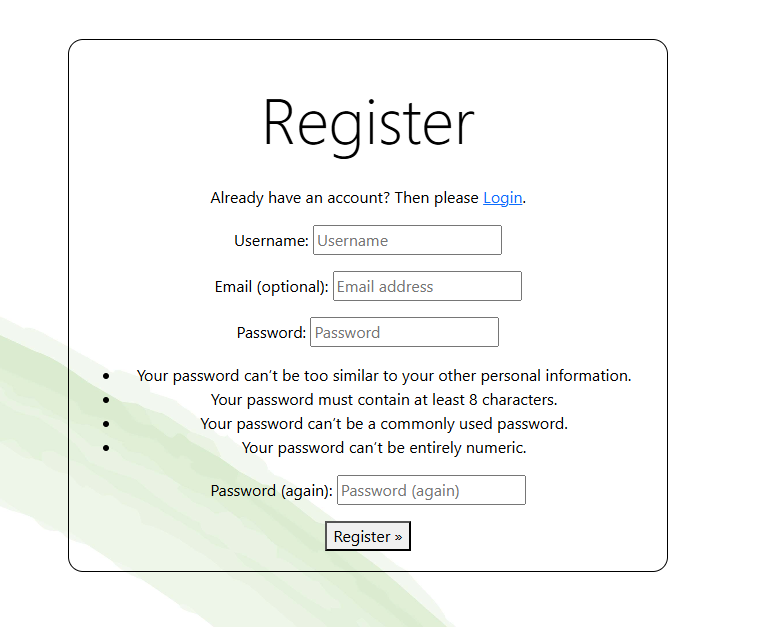 Register
Already have an account? Then please Login.
Username: Username
Email (optional): Email address
Password: Password
Your password can’t be too similar to your other personal information.
Your password must contain at least 8 characters.
Your password can’t be a commonly used password.
Your password can’t be entirely numeric.
Password (again): Password (again)
Register »